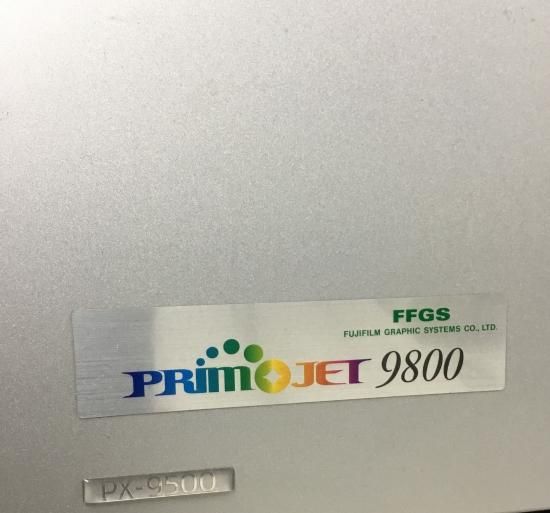 FFGS
FUJIFILM GRAPHIC SYSTEMS CO., LTD.
PRIMOJET 9800
PX-9500